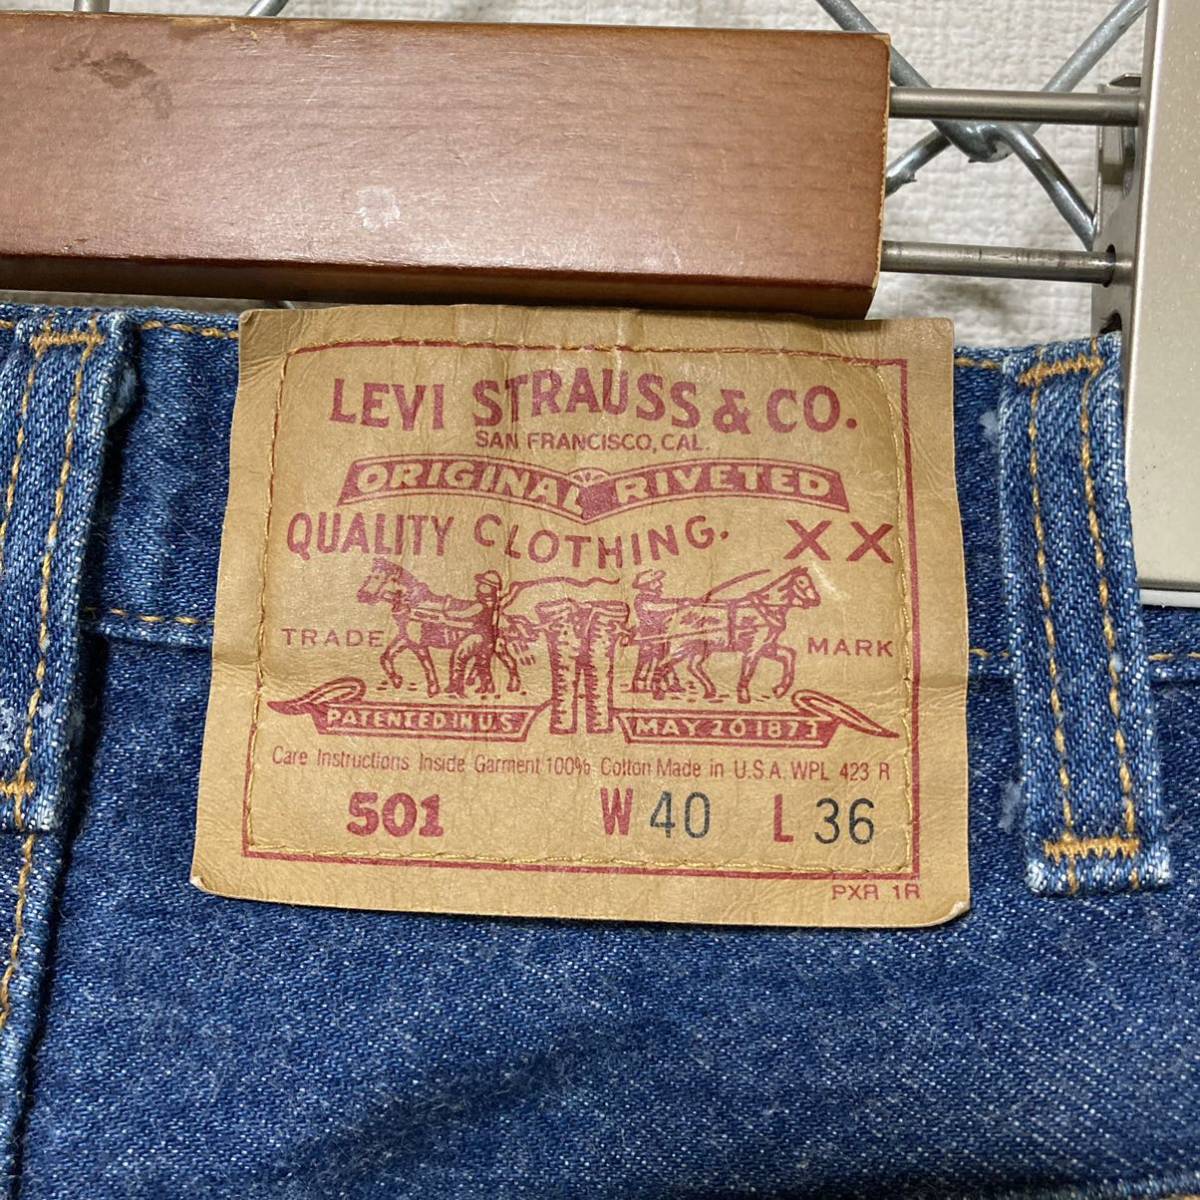 LEVI STRAUSS & CO.
SAN FRANCISCO, CAL.
ORIGINAL RIVETED
QUALITY CLOTHING. XX
TRADE MARK
PATENTED IN U.S. MAY 20 1873
Care Instructions Inside Garment 100% Cotton Made in U.S.A. WPL 423 R
501 W 40 L 36
PXR 1R